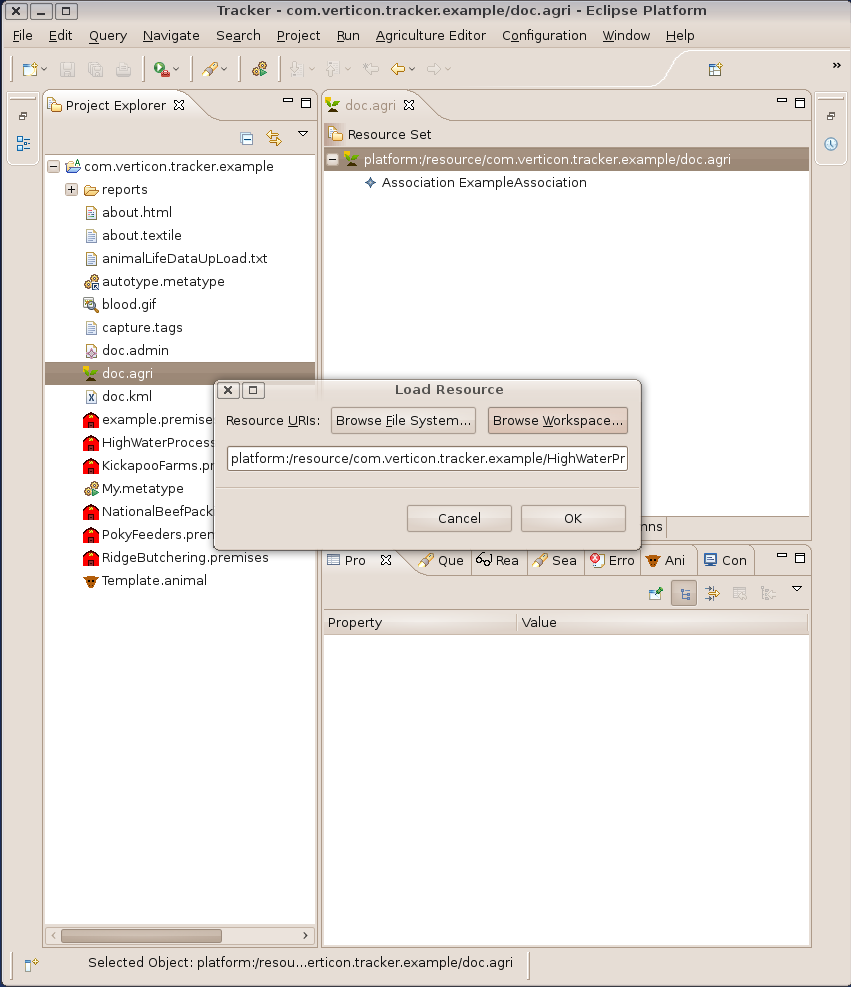 Tracker - com.verticon.tracker.example/doc.agri - Eclipse Platform
File Edit Query Navigate Search Project Run Agriculture Editor Configuration Window Help
Project Explorer
com.verticon.tracker.example
reports
about.html
about.textile
animalLifeDataUpLoad.txt
autotype.metatype
blood.gif
capture.tags
doc.admin
doc.agri
doc.kml
example.premise
HighWaterProcess
KickapooFarms.pr
My.metatype
NationalBeefPack
PokyFeeders.pren
RidgeButchering.premises
Template.animal
doc.agri
Resource Set
platform:/resource/com.verticon.tracker.example/doc.agri
Association ExampleAssociation
Load Resource
Resource URIs: Browse File System... Browse Workspace...
platform:/resource/com.verticon.tracker.example/HighWaterPr
Cancel OK
nns
Pro Que Rea Sea Erro Ani Con
Property Value
Selected Object: platform:/resou...erticon.tracker.example/doc.agri